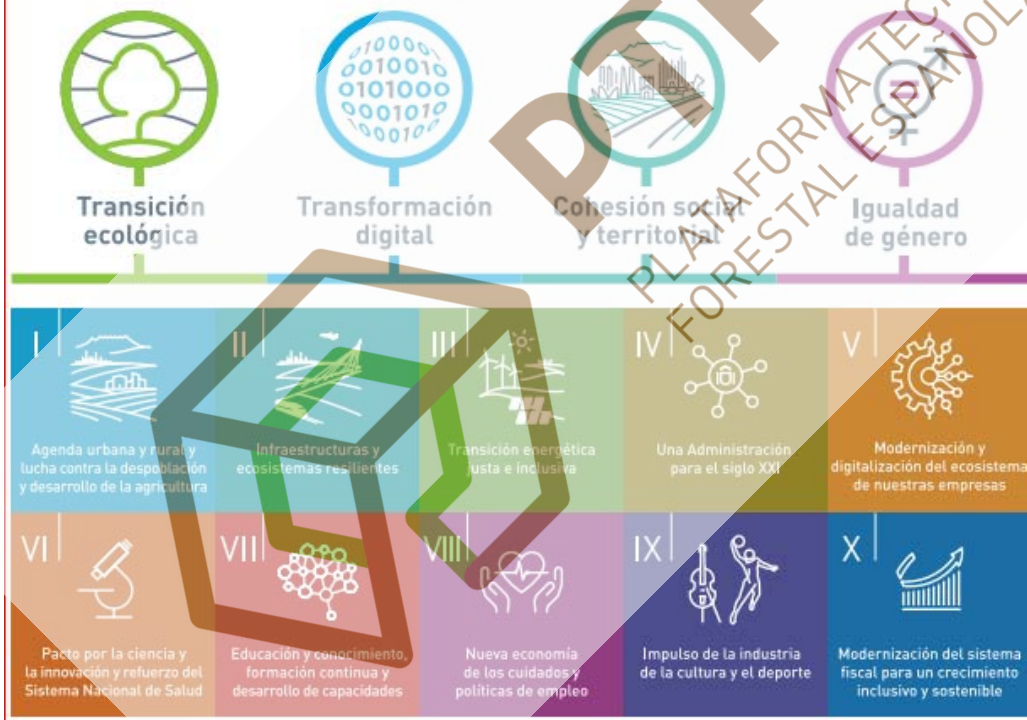 Transición
ecológica
Transformación
digital
Cohesión social
y territorial
Igualdad
de género
PLATAFORMA
FORESTAL ESPAÑOLA
I
Agenda urbana y rural y
lucha contra la despoblación
y desarrollo de la agricultura
II
Infraestructuras y
ecosistemas resilientes
III
Transición energética
justa e inclusiva
IV
Una Administración
para el siglo XXI
V
Modernización y
digitalización del ecosistema
de nuestras empresas
VI
Pacto por la ciencia y
la innovación y refuerzo del
Sistema Nacional de Salud
VII
Educación y conocimiento,
formación continua y
desarrollo de capacidades
VIII
Nueva economía
de los cuidados y
políticas de empleo
IX
Impulso de la industria
de la cultura y el deporte
X
Modernización del sistema
fiscal para un crecimiento
inclusivo y sostenible